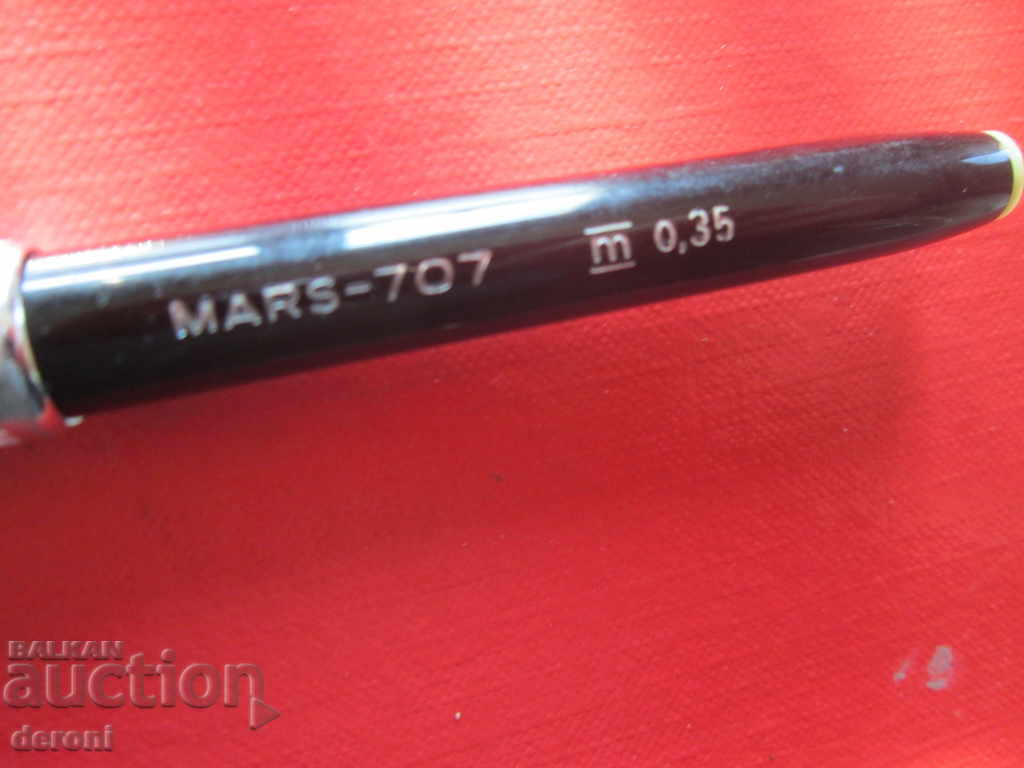 MARS-707 m 0,35
BALKAN
auction
deroni